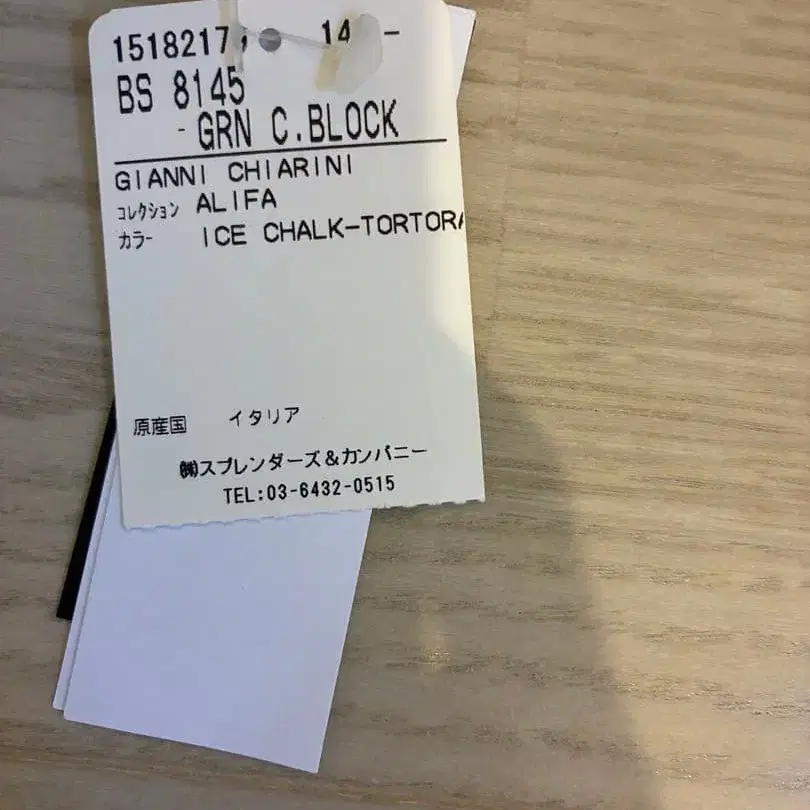 1518217
BS 8145
-GRN C.BLOCK
GIANNI CHIARINI
コレクション ALIFA
カラー ICE CHALK-TORTORA
原産国 イタリア
㈱スプレンダーズ&カンパニー
TEL:03-6432-0515